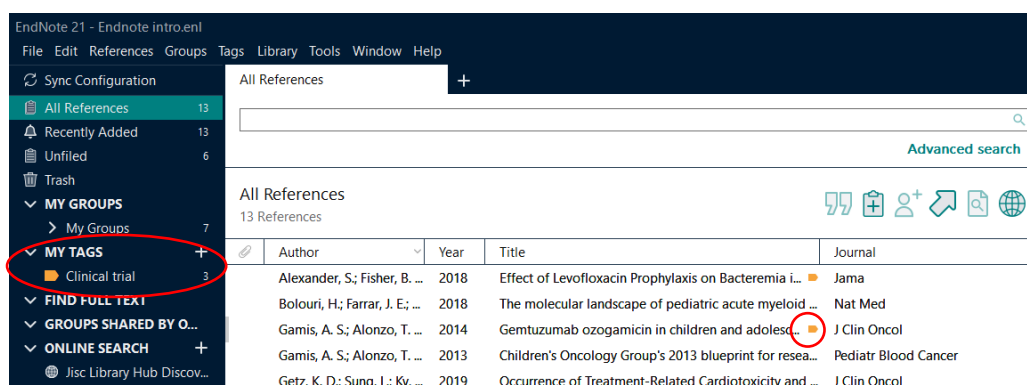 EndNote 21 - Endnote intro.enl
File Edit References Groups Tags Library Tools Window Help
Sync Configuration
All References 13
Recently Added 13
Unfiled 6
Trash
MY GROUPS
My Groups 7
MY TAGS +
Clinical trial 3
FIND FULL TEXT
GROUPS SHARED BY O...
ONLINE SEARCH +
Jisc Library Hub Discov...
All References +
Advanced search
All References
13 References
Author Year Title Journal
Alexander, S.; Fisher, B. ... 2018 Effect of Levofloxacin Prophylaxis on Bacteremia i... Jama
Bolouri, H.; Farrar, J. E.; ... 2018 The molecular landscape of pediatric acute myeloid ... Nat Med
Gamis, A. S.; Alonzo, T. ... 2014 Gemtuzumab ozogamicin in children and adolesc... J Clin Oncol
Gamis, A. S.; Alonzo, T. ... 2013 Children's Oncology Group's 2013 blueprint for resea... Pediatr Blood Cancer
Getz, K. D.; Sung, L.; Ky, ... 2019 Occurrence of Treatment-Related Cardiotoxicity and ... J Clin Oncol